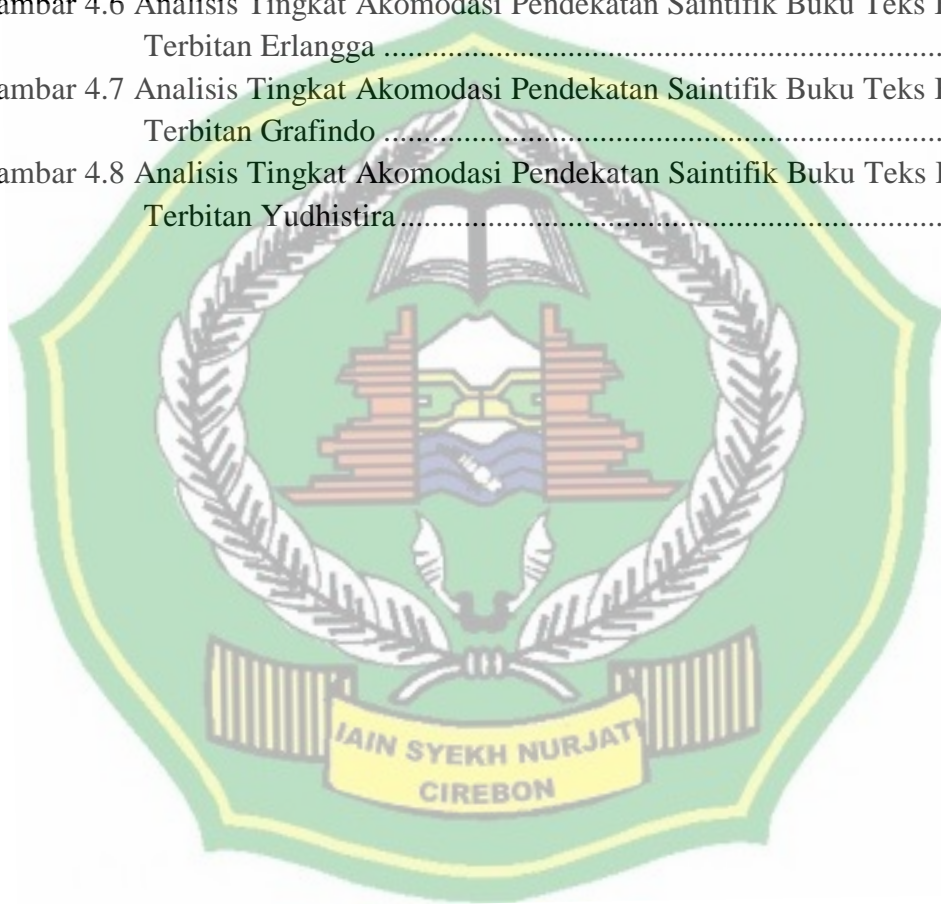 ambar 4.6 Analisis Tingkat Akomodasi Pendekatan Saintifik Buku Teks
Terbitan Erlangga ..........................................................................
ambar 4.7 Analisis Tingkat Akomodasi Pendekatan Saintifik Buku Teks
Terbitan Grafindo ..........................................................................
ambar 4.8 Analisis Tingkat Akomodasi Pendekatan Saintifik Buku Teks
Terbitan Yudhistira ........................................................................
IAIN SYEKH NURJATI
CIREBON